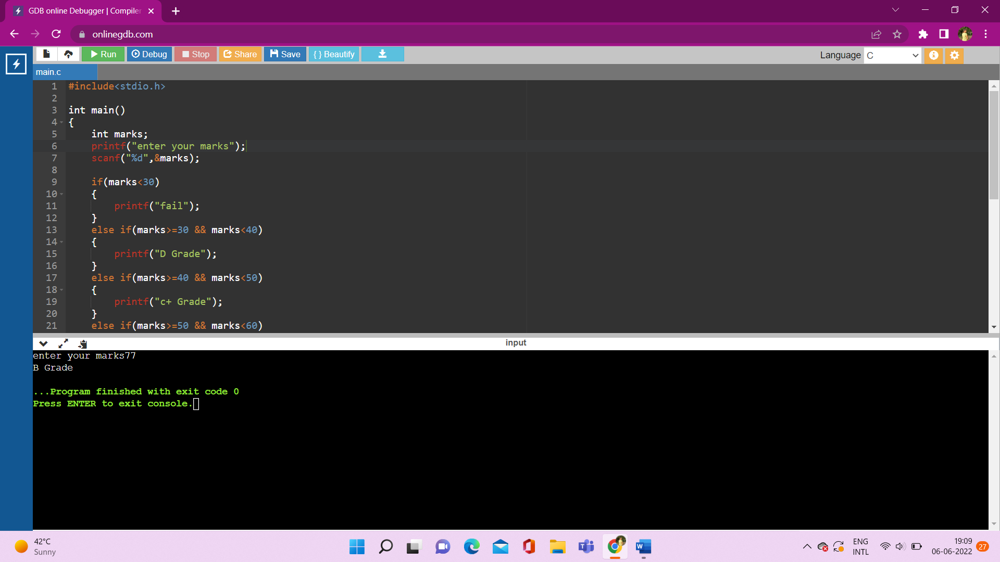 GDB online Debugger | Compiler
onlinegdb.com
Run Debug Stop Share Save { } Beautify
Language C
main.c
1 #include<stdio.h>
2
3 int main()
4 {
5 int marks;
6 printf("enter your marks");
7 scanf("%d",&marks);
8
9 if(marks<30)
10 {
11 printf("fail");
12 }
13 else if(marks>=30 && marks<40)
14 {
15 printf("D Grade");
16 }
17 else if(marks>=40 && marks<50)
18 {
19 printf("c+ Grade");
20 }
21 else if(marks>=50 && marks<60)
input
enter your marks77
B Grade
...Program finished with exit code 0
Press ENTER to exit console.
42°C
Sunny
ENG
INTL
19:09
06-06-2022
27